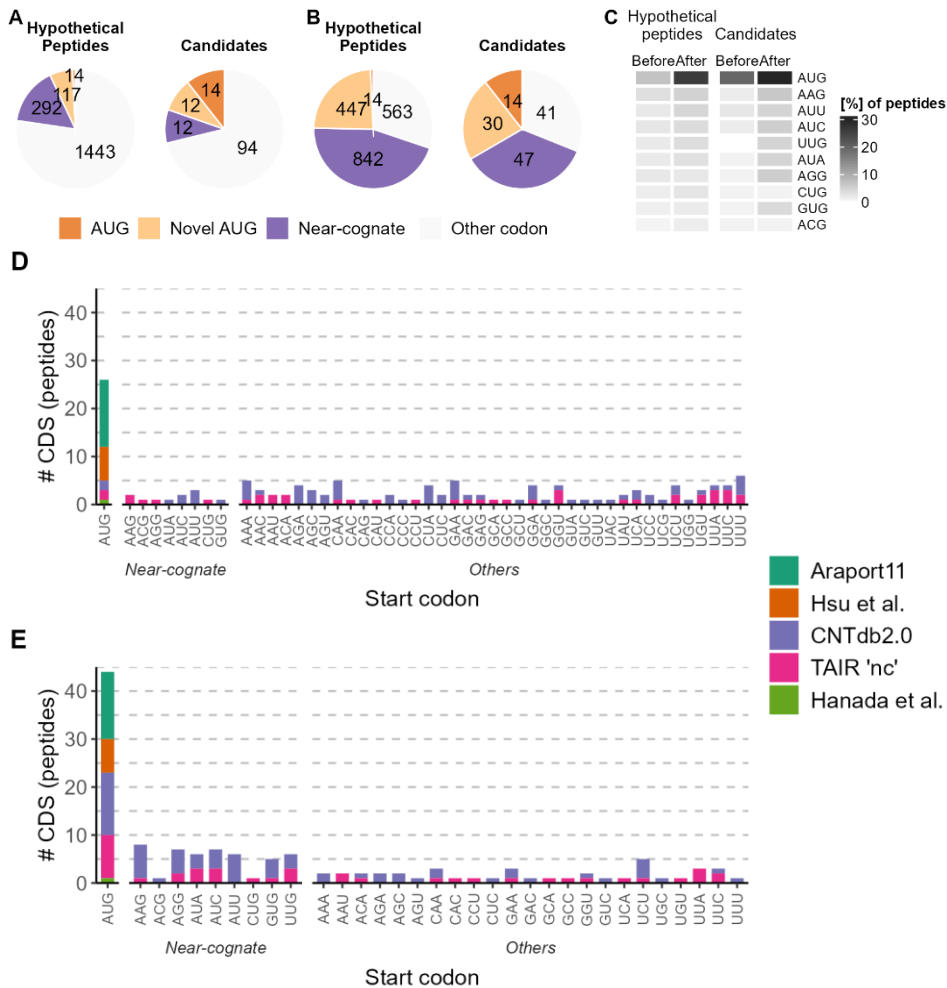 A
Hypothetical
Peptides
Candidates
14
117
292
1443
14
12
12
94
B
Hypothetical
Peptides
Candidates
447
14
563
842
14
30
41
47
AUG
Novel AUG
Near-cognate
Other codon
C
Hypothetical
peptides
Candidates
Before After
Before After
AUG
AAG
AUU
AUC
UUG
AUA
AGG
CUG
GUG
ACG
[%] of peptides
30
20
10
0
D
# CDS (peptides)
40
30
20
10
0
AUG
AAG ACG AGG AUA AUC AUU CUG GUG
AAA AAC AAU ACA AGA AGC AGU CAA CAC CAG CAU CCA CCC CCU CUA CUC GAA GAC GAG GCA GCC GCU GGA GGC GGU GUA GUC GUU UAC UAU UCA UCC UCG UCU UGG UGU UUA UUC UUU
Near-cognate
Others
Start codon
Araport11
Hsu et al.
CNTdb2.0
TAIR 'nc'
Hanada et al.
E
# CDS (peptides)
40
30
20
10
0
AUG
AAG ACG AGG AUA AUC AUU CUG GUG UUG
AAA AAU ACA AGA AGC AGU CAA CAC CCU CUC GAA GAC GCA GCC GGU GUC UCA UCU UGC UGU UUA UUC UUU
Near-cognate
Others
Start codon